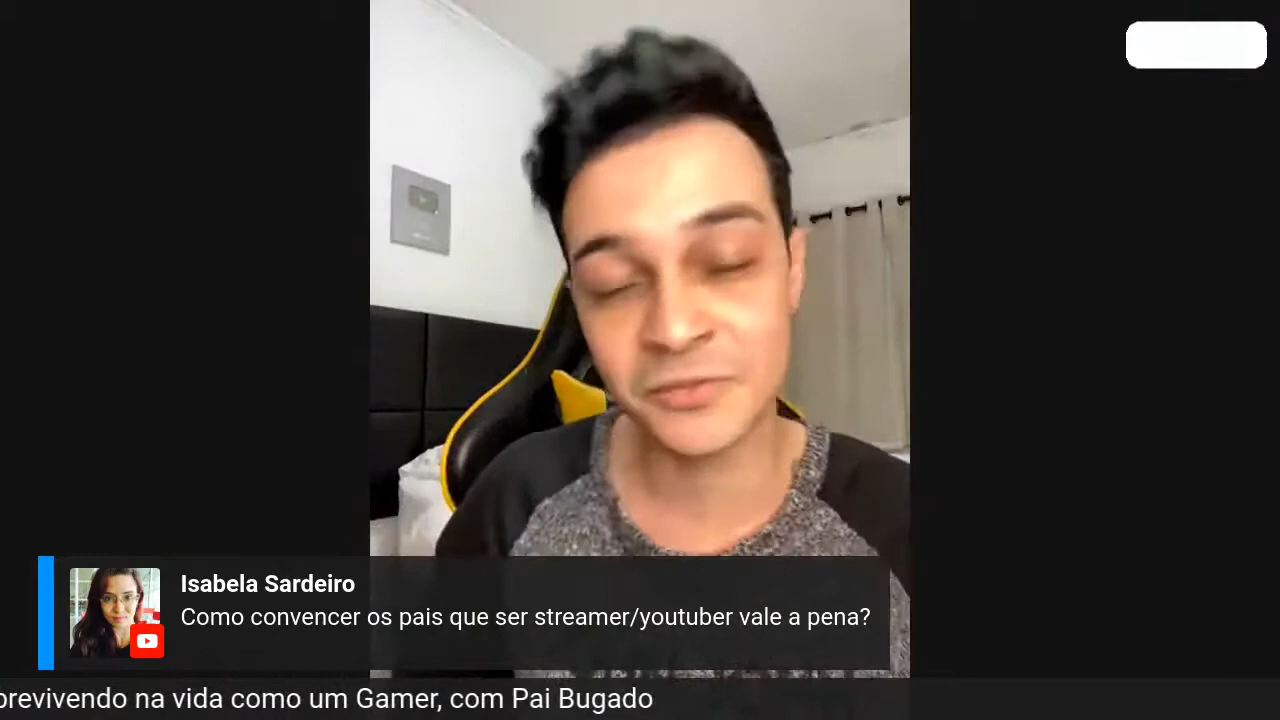 Isabela Sardeiro
Como convencer os pais que ser streamer/youtuber vale a pena?
previvendo na vida como um Gamer, com Pai Bugado